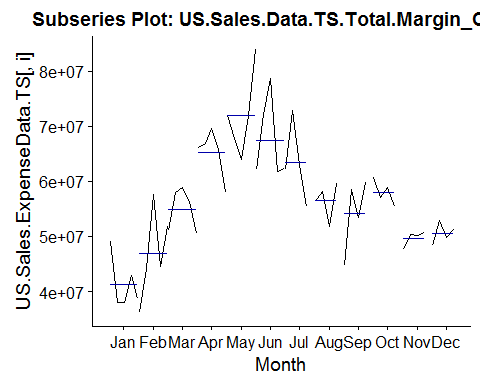 Subseries Plot: US.Sales.Data.TS.Total.Margin_C
US.Sales.ExpenseData.TS[, i]
8e+07
7e+07
6e+07
5e+07
4e+07
Jan Feb Mar Apr May Jun Jul Aug Sep Oct Nov Dec
Month